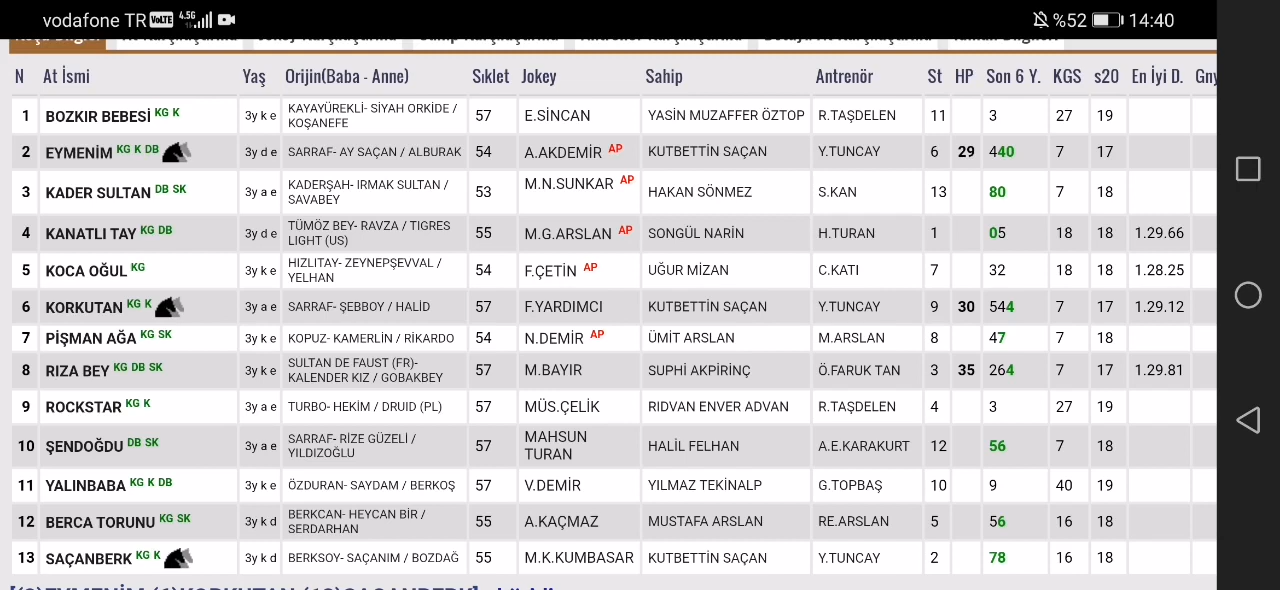 vodafone TR VoLTE 4.5G %52 14:40
N At İsmi Yaş Orijin(Baba - Anne) Sıklet Jokey Sahip Antrenör St HP Son 6 Y. KGS s20 En İyi D. Gny
1 BOZKIR BEBESİ KG K 3y k e KAYAYÜREKLİ- SİYAH ORKİDE / KOŞANEFE 57 E.SİNCAN YASİN MUZAFFER ÖZTOP R.TAŞDELEN 11 3 27 19
2 EYMENİM KG K DB 3y d e SARRAF- AY SAÇAN / ALBURAK 54 A.AKDEMİR AP KUTBETTİN SAÇAN Y.TUNCAY 6 29 440 7 17
3 KADER SULTAN DB SK 3y a e KADERŞAH- IRMAK SULTAN / SAVABEY 53 M.N.SUNKAR AP HAKAN SÖNMEZ S.KAN 13 80 7 18
4 KANATLI TAY KG DB 3y d e TÜMÖZ BEY- RAVZA / TIGRES LIGHT (US) 55 M.G.ARSLAN AP SONGÜL NARİN H.TURAN 1 05 18 18 1.29.66
5 KOCA OĞUL KG 3y k e HIZLITAY- ZEYNEPŞEVVAL / YELHAN 54 F.ÇETİN AP UĞUR MİZAN C.KATI 7 32 18 18 1.28.25
6 KORKUTAN KG K 3y a e SARRAF- ŞEBBOY / HALİD 57 F.YARDIMCI KUTBETTİN SAÇAN Y.TUNCAY 9 30 544 7 17 1.29.12
7 PİŞMAN AĞA KG SK 3y k e KOPUZ- KAMERLİN / RİKARDO 54 N.DEMİR AP ÜMİT ARSLAN M.ARSLAN 8 47 7 18
8 RIZA BEY KG DB SK 3y k e SULTAN DE FAUST (FR)- KALENDER KIZ / GOBAKBEY 57 M.BAYIR SUPHİ AKPİRİNÇ Ö.FARUK TAN 3 35 264 7 17 1.29.81
9 ROCKSTAR KG K 3y a e TURBO- HEKİM / DRUID (PL) 57 MÜS.ÇELİK RIDVAN ENVER ADVAN R.TAŞDELEN 4 3 27 19
10 ŞENDOĞDU DB SK 3y a e SARRAF- RİZE GÜZELİ / YILDIZOĞLU 57 MAHSUN TURAN HALİL FELHAN A.E.KARAKURT 12 56 7 18
11 YALINBABA KG K DB 3y k e ÖZDURAN- SAYDAM / BERKOŞ 57 V.DEMİR YILMAZ TEKİNALP G.TOPBAŞ 10 9 40 19
12 BERCA TORUNU KG SK 3y k d BERKCAN- HEYCAN BİR / SERDARHAN 55 A.KAÇMAZ MUSTAFA ARSLAN RE.ARSLAN 5 56 16 18
13 SAÇANBERK KG K 3y k d BERKSOY- SAÇANIM / BOZDAĞ 55 M.K.KUMBASAR KUTBETTİN SAÇAN Y.TUNCAY 2 78 16 18